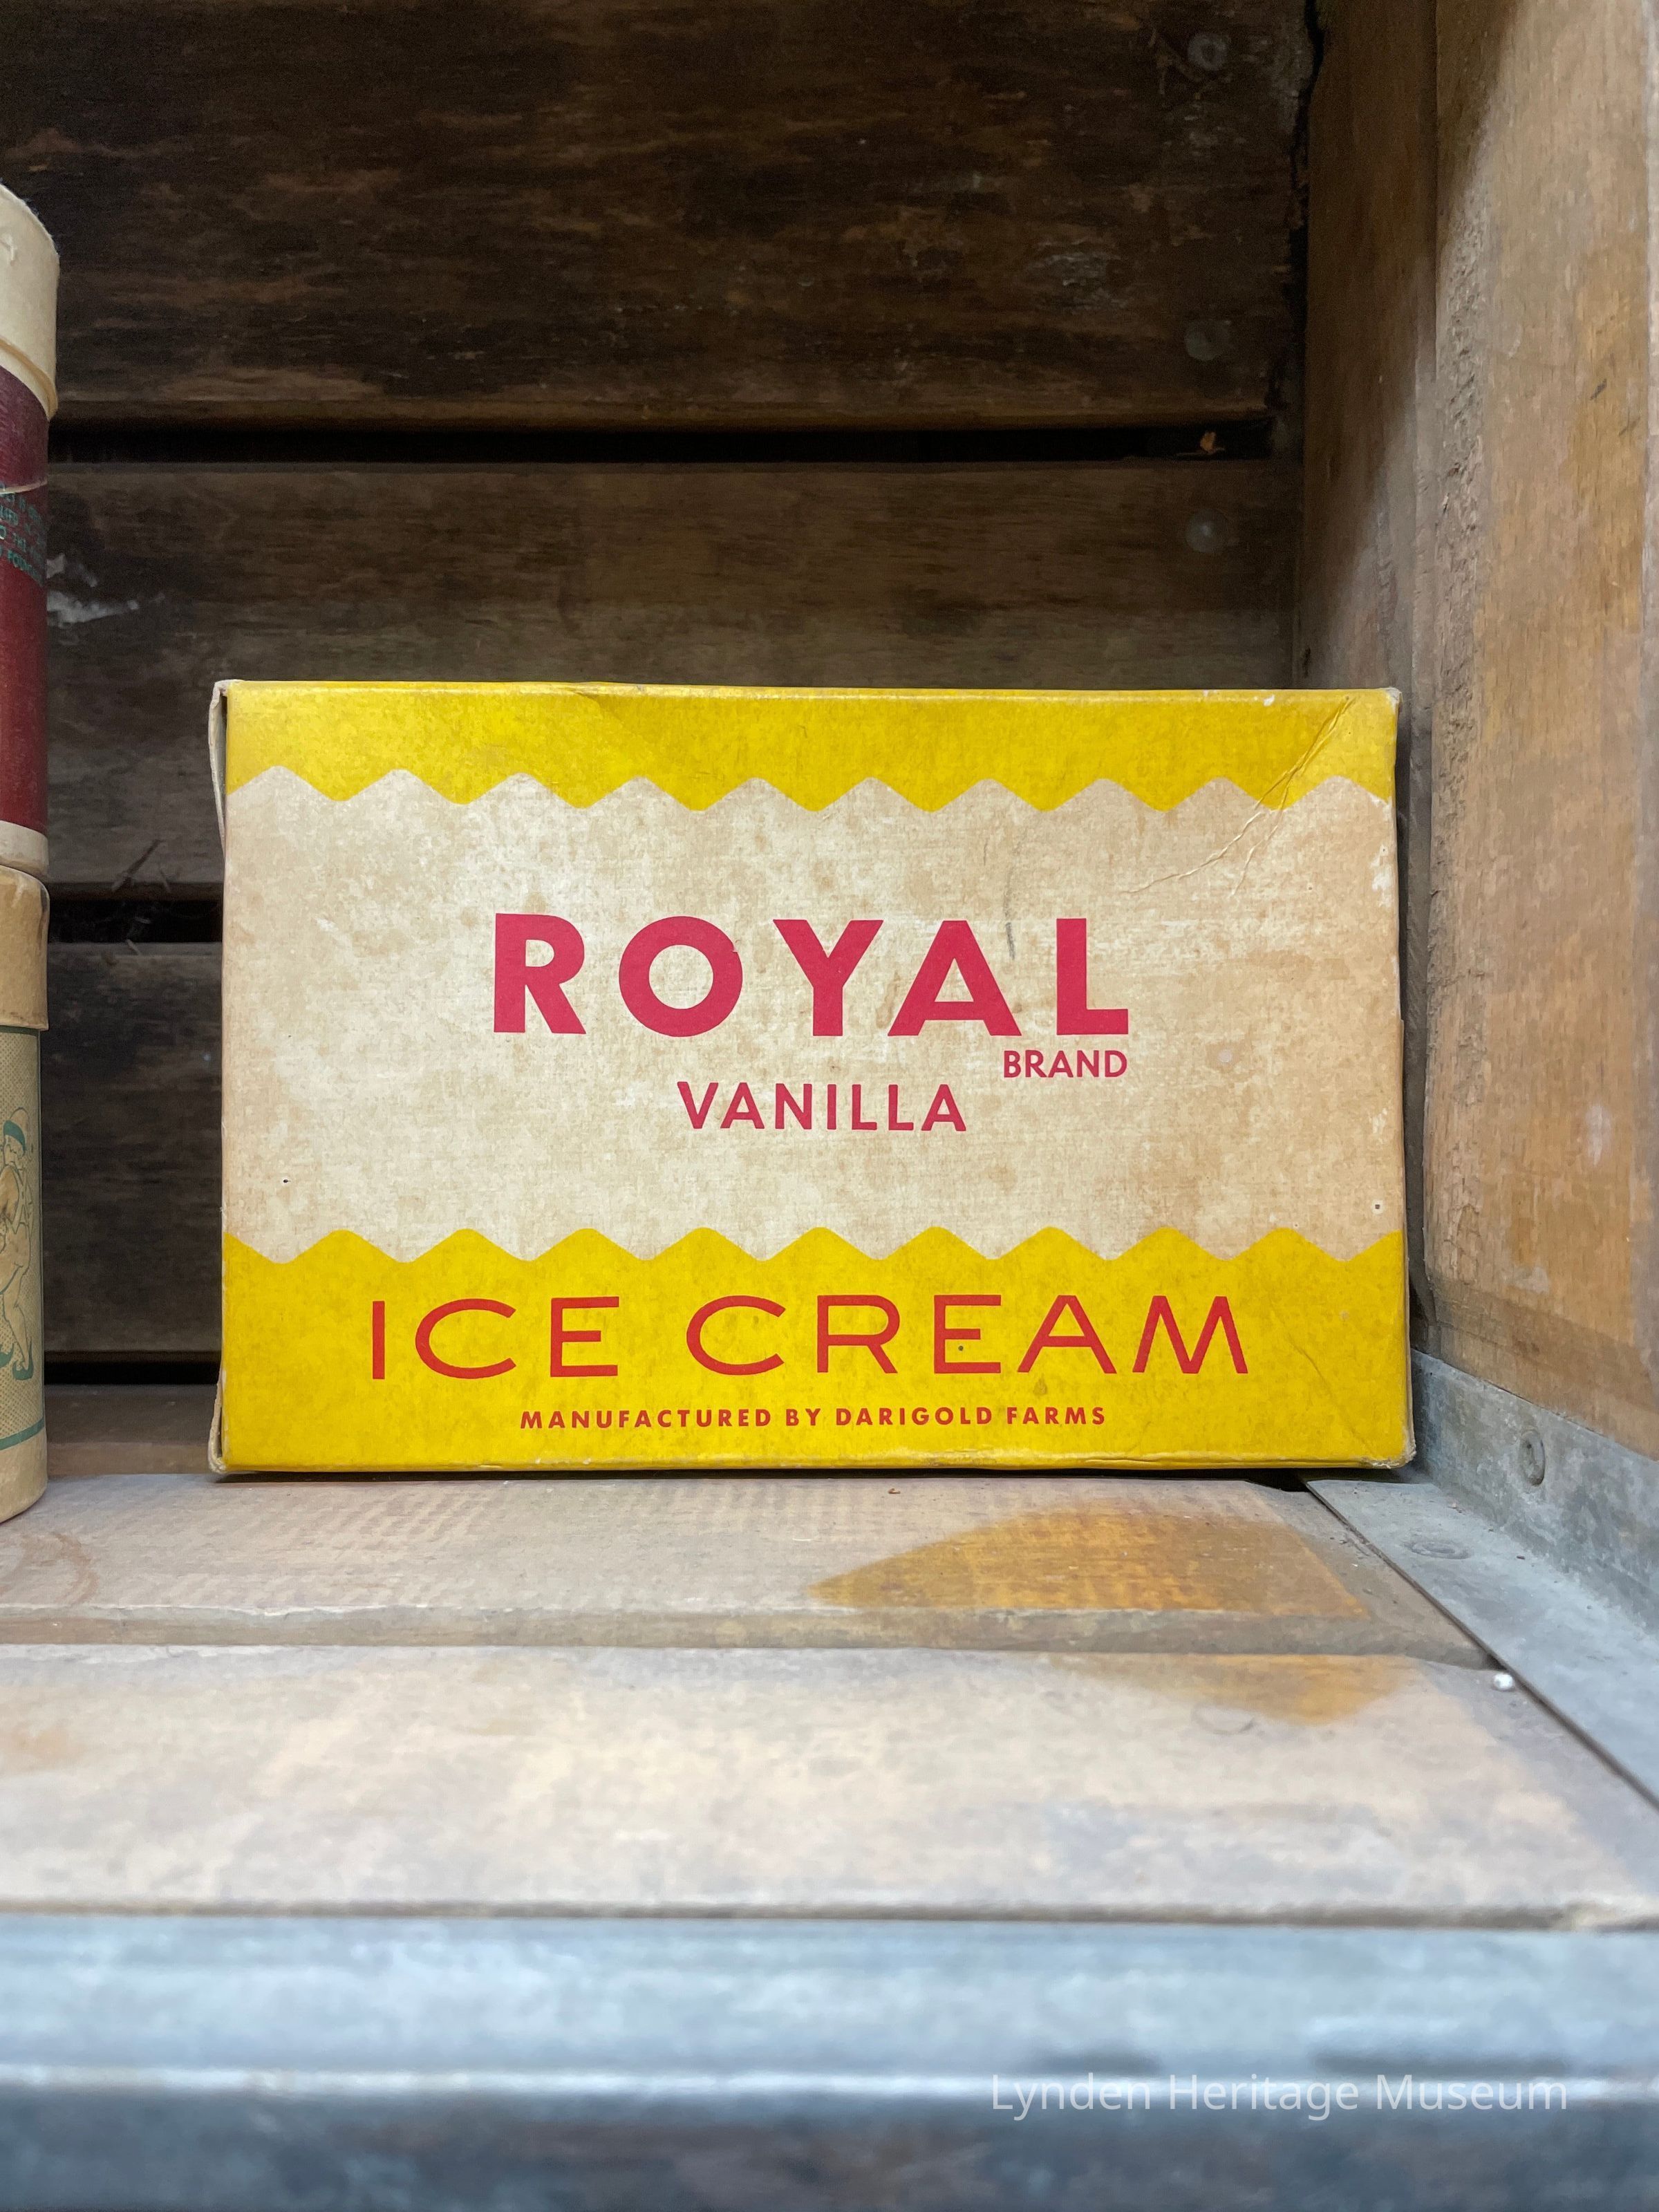 ROYAL
BRAND
VANILLA
ICE CREAM
MANUFACTURED BY DARIGOLD FARMS
Lynden Heritage Museum